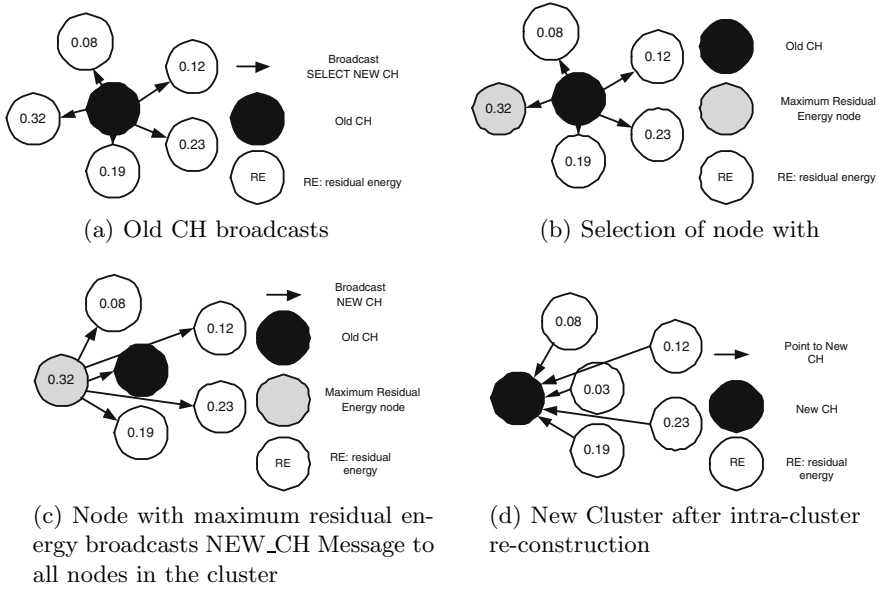 0.08
0.12
0.32
0.23
0.19
Broadcast
SELECT NEW CH
Old CH
RE
RE: residual energy
(a) Old CH broadcasts
0.08
0.12
0.32
0.23
0.19
Old CH
Maximum Residual
Energy node
RE
RE: residual energy
(b) Selection of node with
0.08
0.12
0.32
0.23
0.19
Broadcast
NEW CH
Old CH
Maximum Residual
Energy node
RE
RE: residual
energy
(c) Node with maximum residual en-
ergy broadcasts NEW_CH Message to
all nodes in the cluster
0.08
0.12
0.03
0.23
0.19
Point to New
CH
New CH
RE
RE: residual
energy
(d) New Cluster after intra-cluster
re-construction